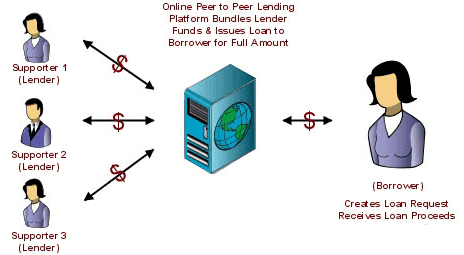 Online Peer to Peer Lending
Platform Bundles Lender
Funds & Issues Loan to
Borrower for Full Amount
Supporter 1
(Lender)
$
Supporter 2
(Lender)
$
$
(Borrower)
Creates Loan Request
Receives Loan Proceeds
Supporter 3
(Lender)
$